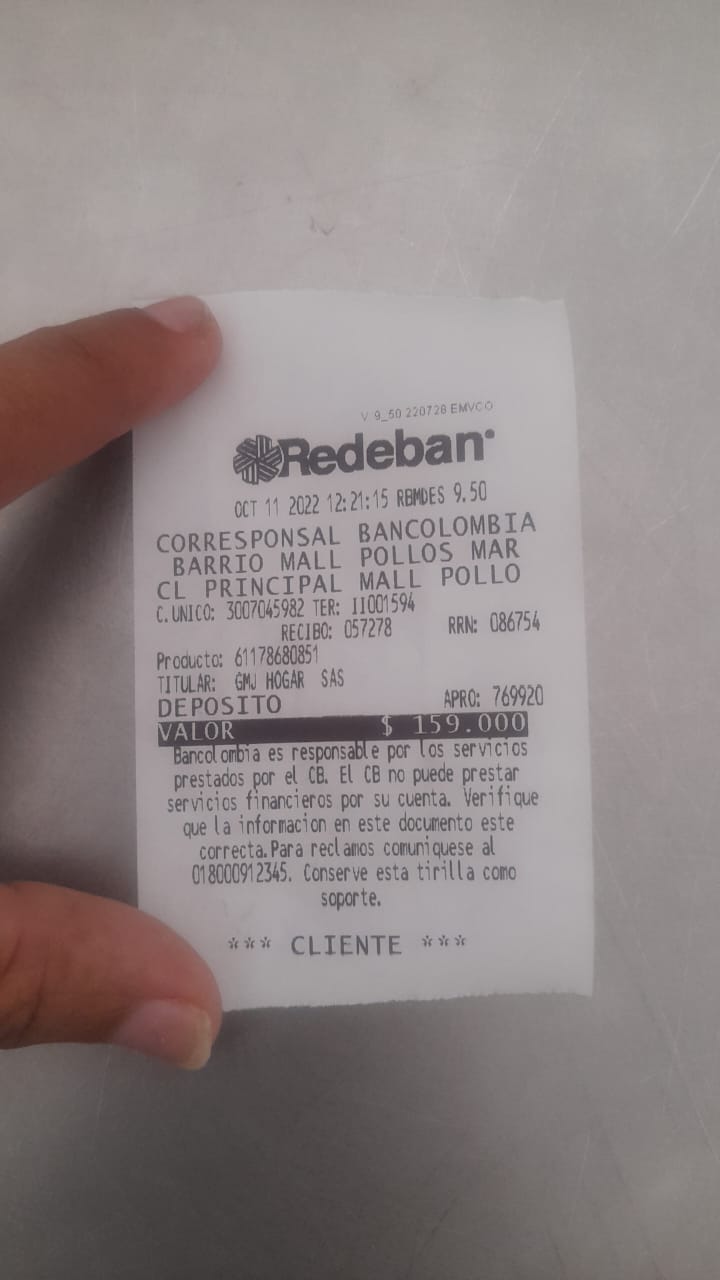 V 9_50 220728 EMVCO
Redeban
OCT 11 2022 12:21:15 RBMDES 9.50
CORRESPONSAL BANCOLOMBIA
BARRIO MALL POLLOS MAR
CL PRINCIPAL MALL POLLO
C. UNICO: 3007045982 TER: II001594
RECIBO: 057278 RRN: 086754
Producto: 61178680851
TITULAR: GMJ HOGAR SAS
DEPOSITO APRO: 769920
VALOR $ 159.000
Bancolombia es responsable por los servicios
prestados por el CB. El CB no puede prestar
servicios financieros por su cuenta. Verifique
que la informacion en este documento este
correcta.Para reclamos comuniquese al
018000912345. Conserve esta tirilla como
soporte.
*** CLIENTE ***